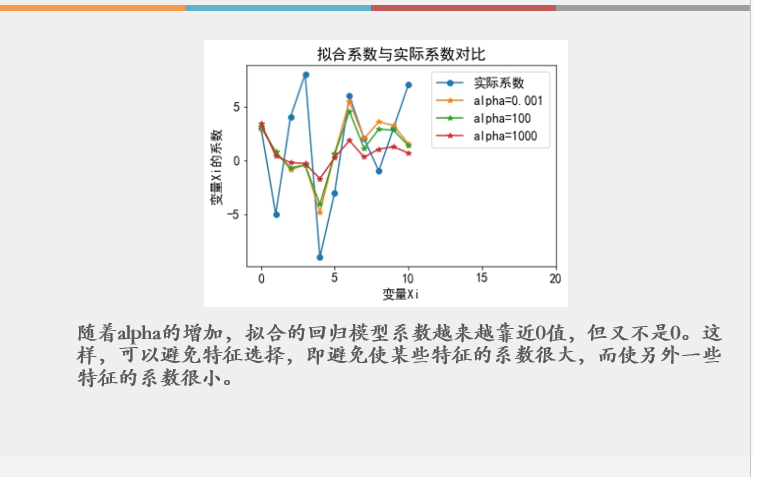 拟合系数与实际系数对比
实际系数
alpha=0.001
alpha=100
alpha=1000
变量Xi的系数
5
0
−5
0 5 10 15 20
变量Xi
随着alpha的增加，拟合的回归模型系数越来越靠近0值，但又不是0。这
样，可以避免特征选择，即避免使某些特征的系数很大，而使另外一些
特征的系数很小。